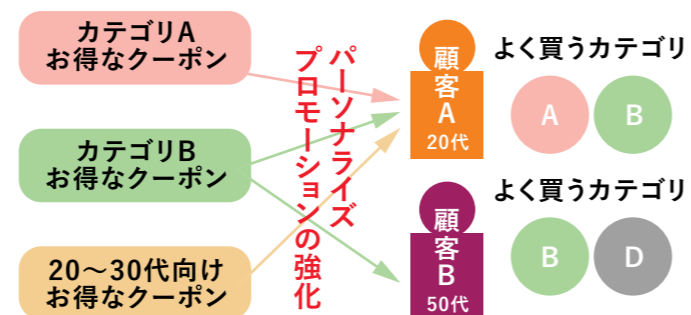 カテゴリA
お得なクーポン
カテゴリB
お得なクーポン
20〜30代向け
お得なクーポン
パーソナライズ
プロモーションの強化
顧客A
20代
よく買うカテゴリ
A
B
顧客B
50代
よく買うカテゴリ
B
D